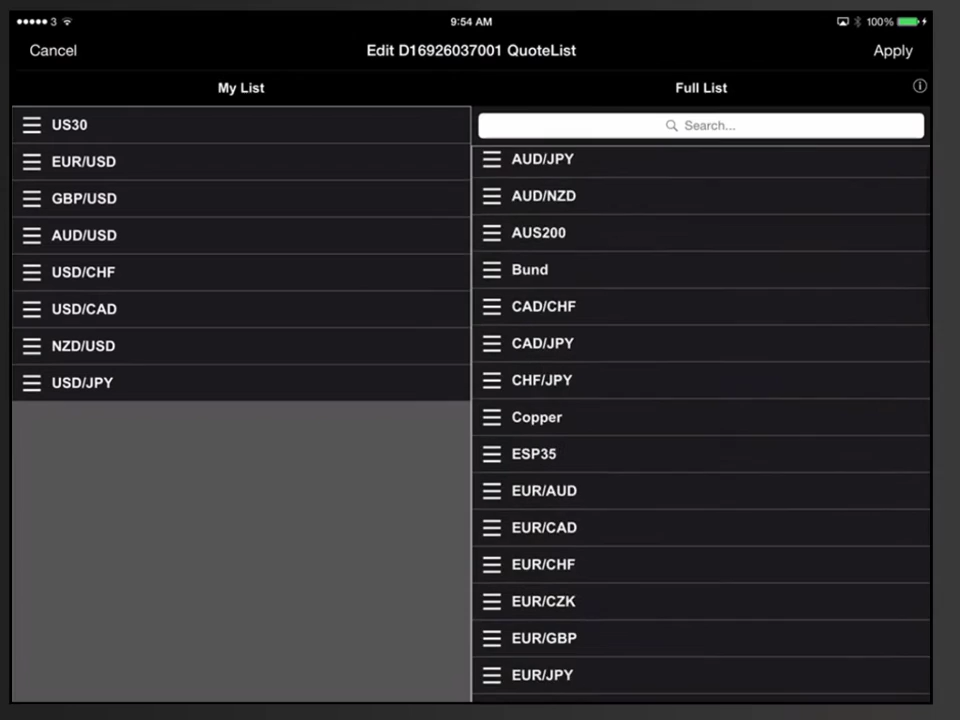 3 9:54 AM 100%
Cancel Edit D16926037001 QuoteList Apply
My List
US30
EUR/USD
GBP/USD
AUD/USD
USD/CHF
USD/CAD
NZD/USD
USD/JPY
Full List
Search...
AUD/JPY
AUD/NZD
AUS200
Bund
CAD/CHF
CAD/JPY
CHF/JPY
Copper
ESP35
EUR/AUD
EUR/CAD
EUR/CHF
EUR/CZK
EUR/GBP
EUR/JPY